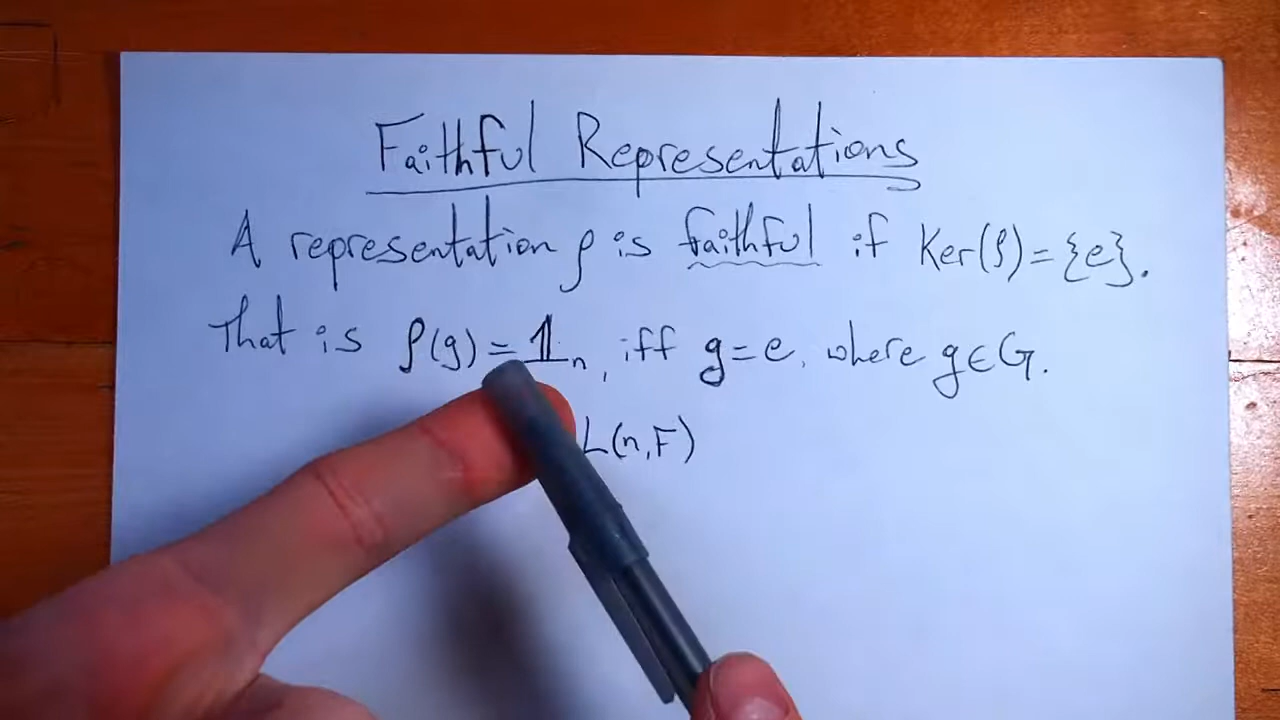 Faithful Representations
A representation ρ is faithful if Ker(ρ)={e}.
That is ρ(g)=𝟙ₙ, iff g=e, where g∈G.
L(n,F)